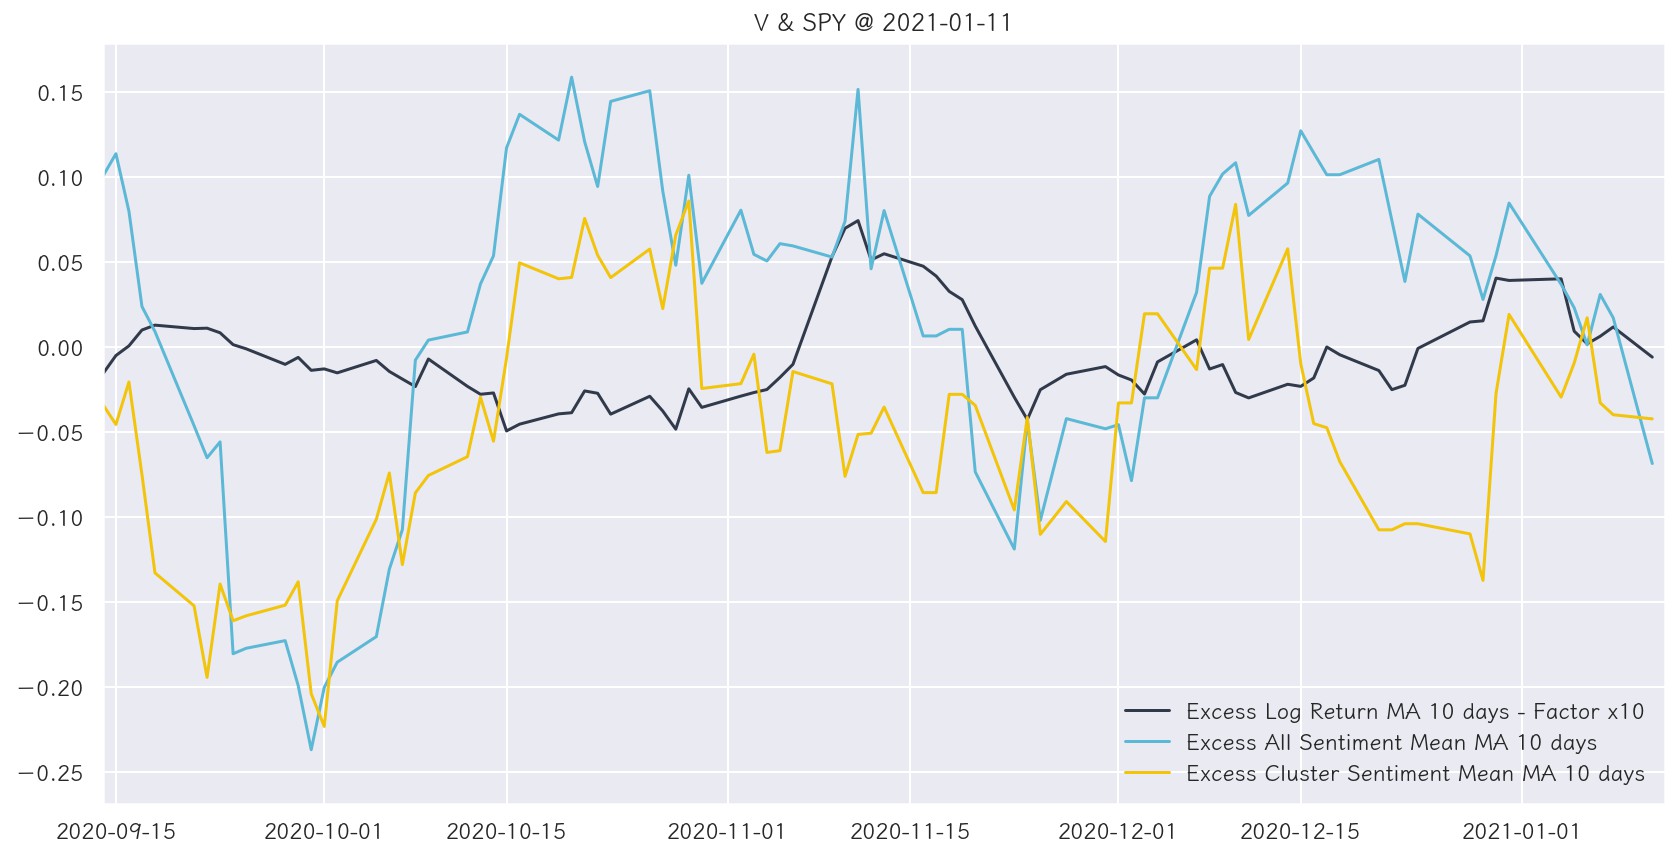 V & SPY @ 2021-01-11
0.15
0.10
0.05
0.00
−0.05
−0.10
−0.15
−0.20
−0.25
Excess Log Return MA 10 days - Factor x10
Excess All Sentiment Mean MA 10 days
Excess Cluster Sentiment Mean MA 10 days
2020-09-15 2020-10-01 2020-10-15 2020-11-01 2020-11-15 2020-12-01 2020-12-15 2021-01-01